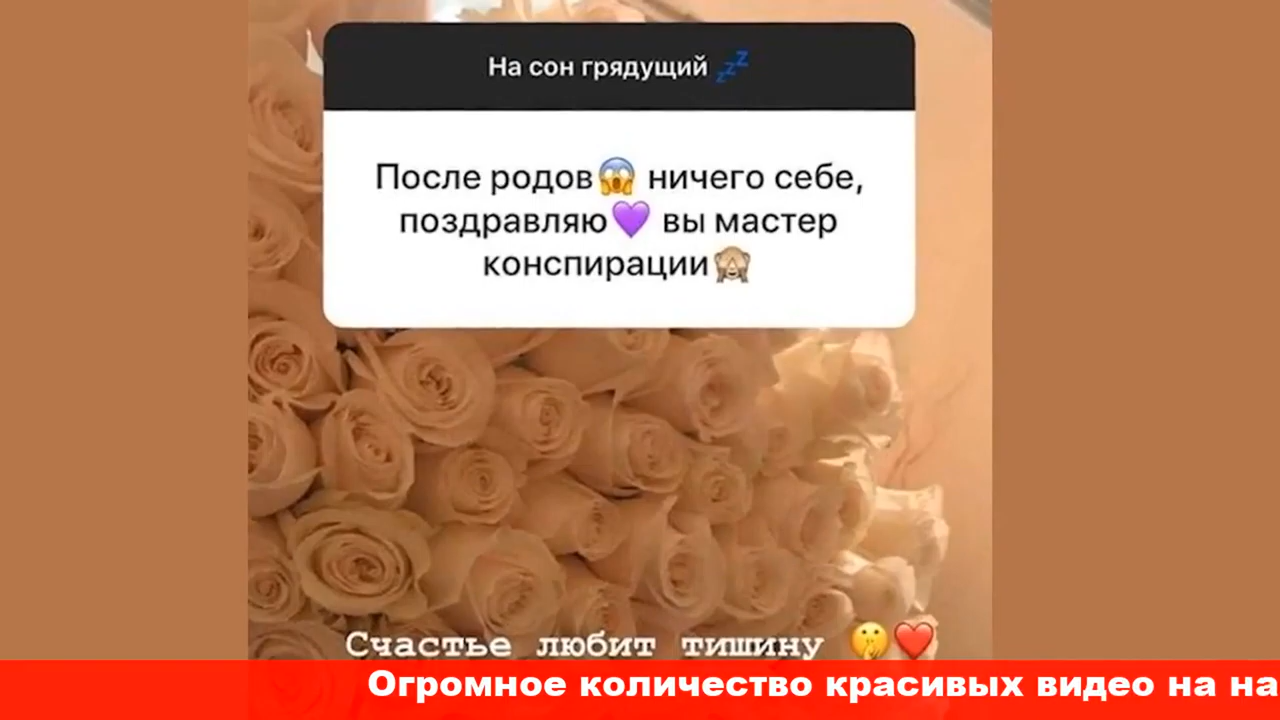 На сон грядущий 💤
После родов😱 ничего себе,
поздравляю💜 вы мастер
конспирации🙈
Счастье любит тишину 🤫❤️
Огромное количество красивых видео на на